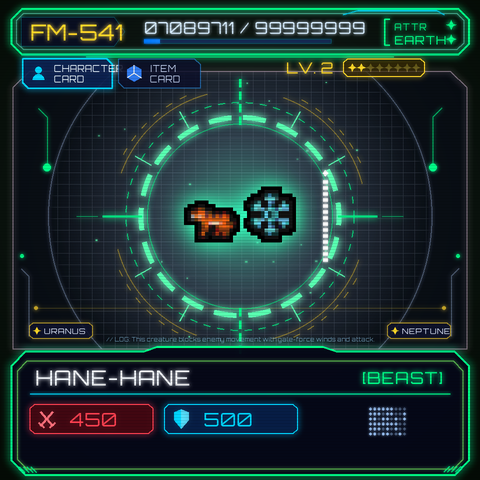 FM-541
07089711 / 99999999
ATTR
EARTH
CHARACTER
CARD
ITEM
CARD
LV.2
URANUS
NEPTUNE
// LOG: This creature blocks enemy movement with gale-force winds and attack
HANE-HANE
[BEAST]
450
500